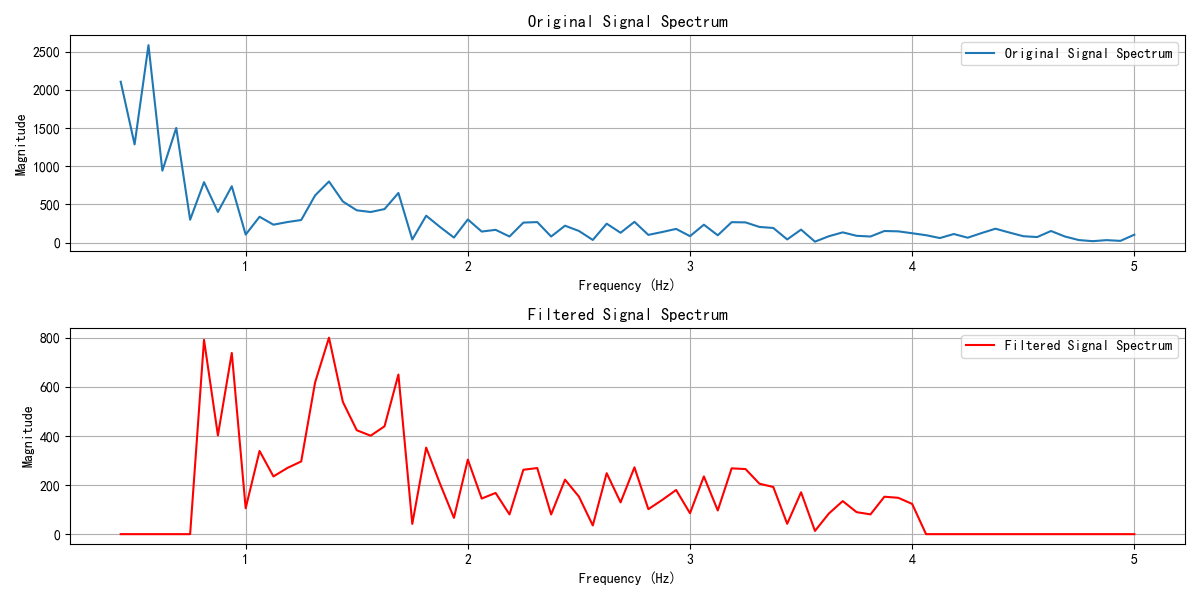 Original Signal Spectrum
Original Signal Spectrum
Magnitude
2500
2000
1500
1000
500
0
1
2
3
4
5
Frequency (Hz)
Filtered Signal Spectrum
Filtered Signal Spectrum
Magnitude
800
600
400
200
0
1
2
3
4
5
Frequency (Hz)